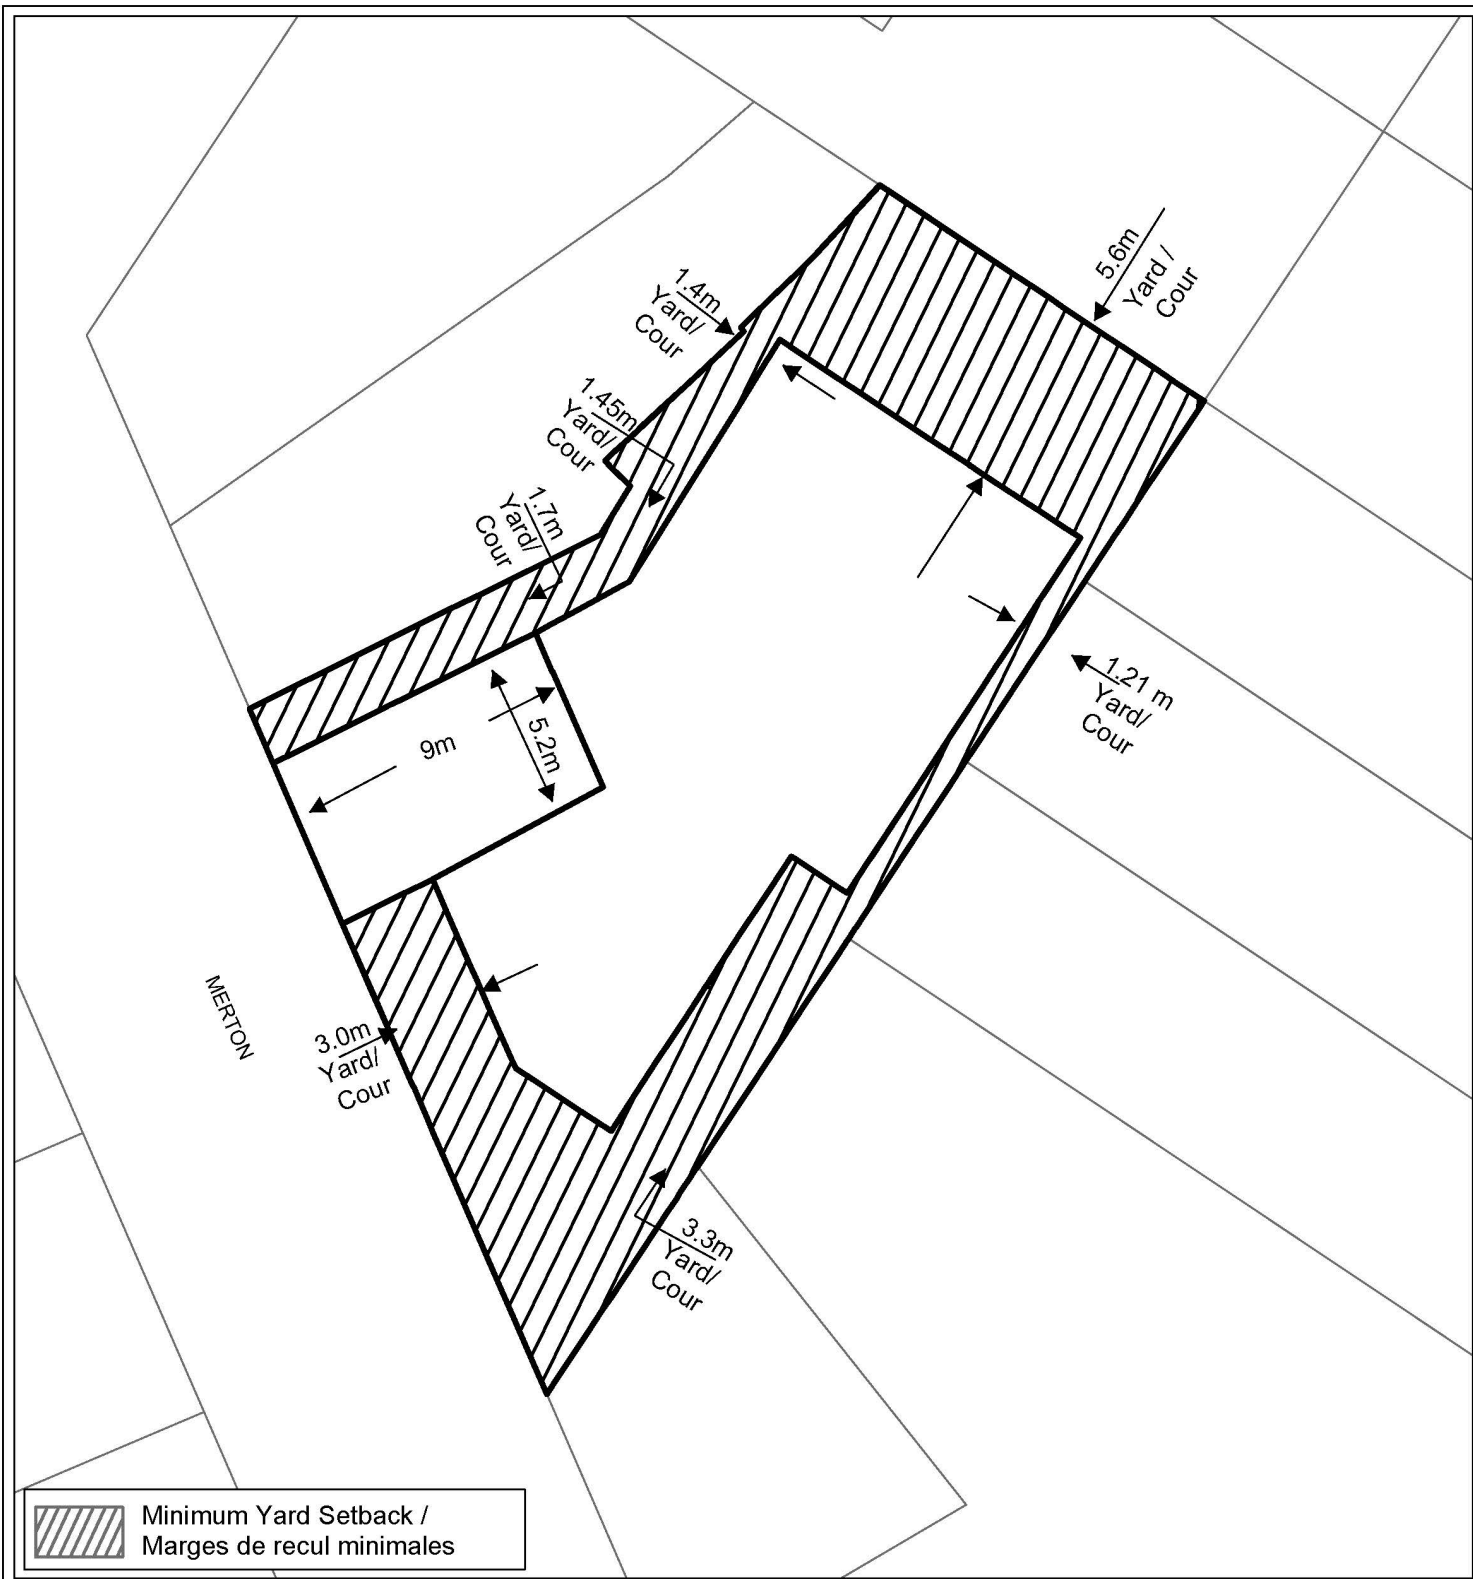 5.6m
Yard /
Cour
1.4m
Yard/
Cour
1.45m
Yard/
Cour
1.7m
Yard/
Cour
9m
5.2m
1.21 m
Yard/
Cour
MERTON
3.0m
Yard/
Cour
3.3m
Yard/
Cour
Minimum Yard Setback /
Marges de recul minimales